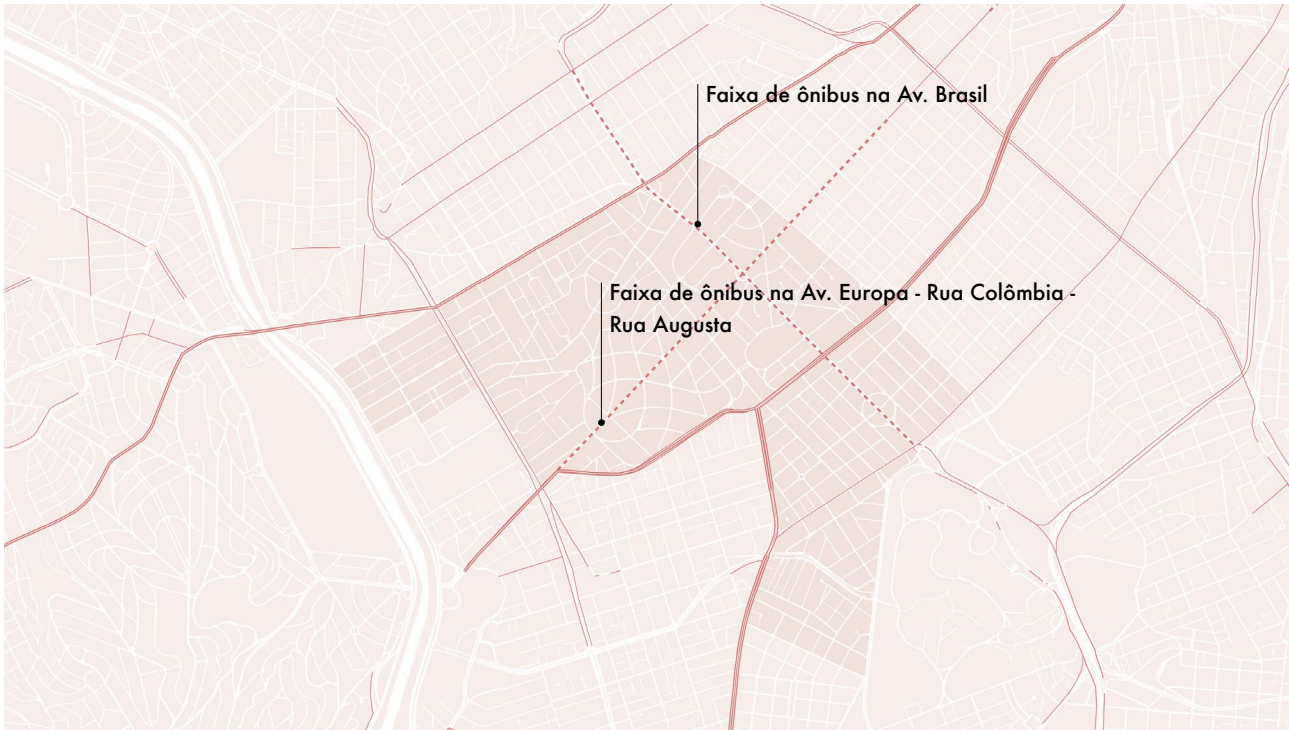 Faixa de ônibus na Av. Brasil
Faixa de ônibus na Av. Europa - Rua Colômbia -
Rua Augusta